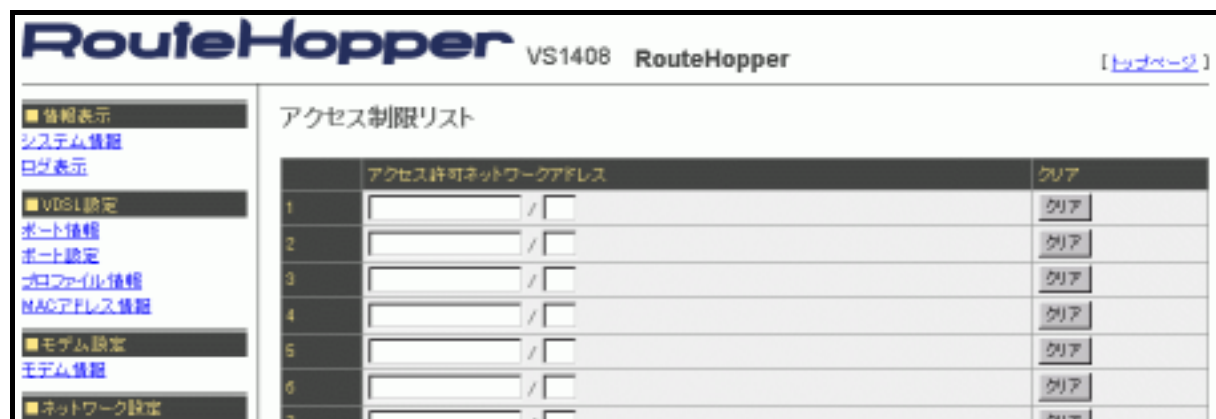 RouteHopper VS1408 RouteHopper [トップページ]
■情報表示
システム情報
ログ表示
■VDSL設定
ポート情報
ポート設定
プロファイル情報
MACアドレス情報
■モデム設定
モデム情報
■ネットワーク設定
アクセス制限リスト
アクセス許可ネットワークアドレス クリア
1 / クリア
2 / クリア
3 / クリア
4 / クリア
5 / クリア
6 / クリア